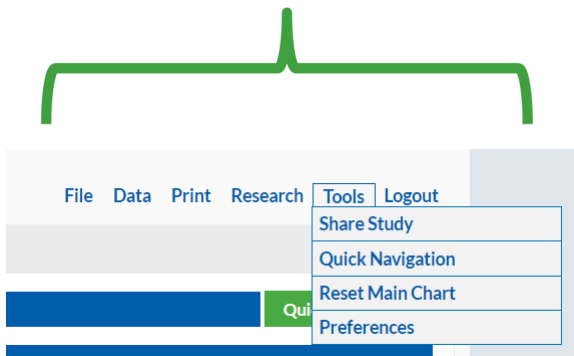 File Data Print Research Tools Logout
Share Study
Quick Navigation
Reset Main Chart
Preferences